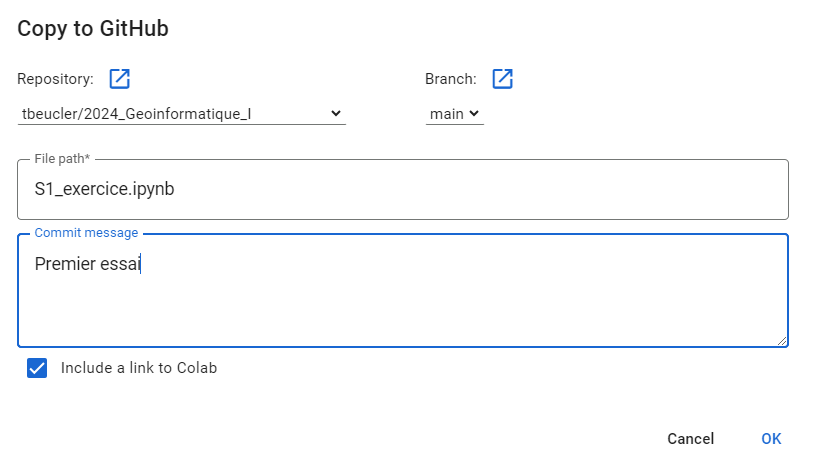 Copy to GitHub
Repository:
Branch:
tbeucler/2024_Geoinformatique_I
main
File path*
S1_exercice.ipynb
Commit message
Premier essai
Include a link to Colab
Cancel
OK